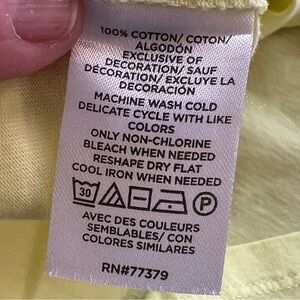 100% COTTON/ COTON/
ALGODÓN
EXCLUSIVE OF
DECORATION/ SAUF
DÉCORATION/ EXCLUYE LA
DECORACIÓN
MACHINE WASH COLD
DELICATE CYCLE WITH LIKE
COLORS
ONLY NON-CHLORINE
BLEACH WHEN NEEDED
RESHAPE DRY FLAT
COOL IRON WHEN NEEDED
30 P
AVEC DES COULEURS
SEMBLABLES/ CON
COLORES SIMILARES
RN#77379